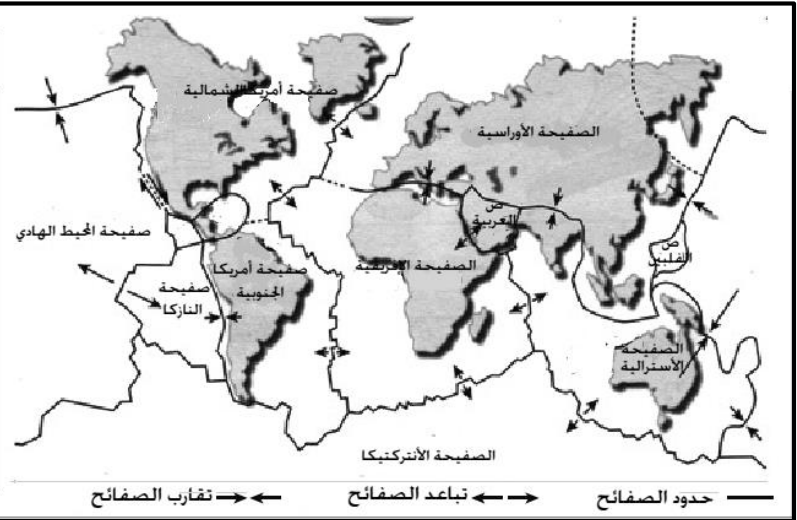 صفيحة أمريكا الشمالية
الصفيحة الأوراسية
ص
العربية
صفيحة المحيط الهادي
صفيحة
النازكا
صفيحة أمريكا
الجنوبية
الصفيحة الإفريقية
ص
الفلبين
الصفيحة
الأسترالية
الصفيحة الأنتركتيكا
حدود الصفائح
تباعد الصفائح
تقارب الصفائح